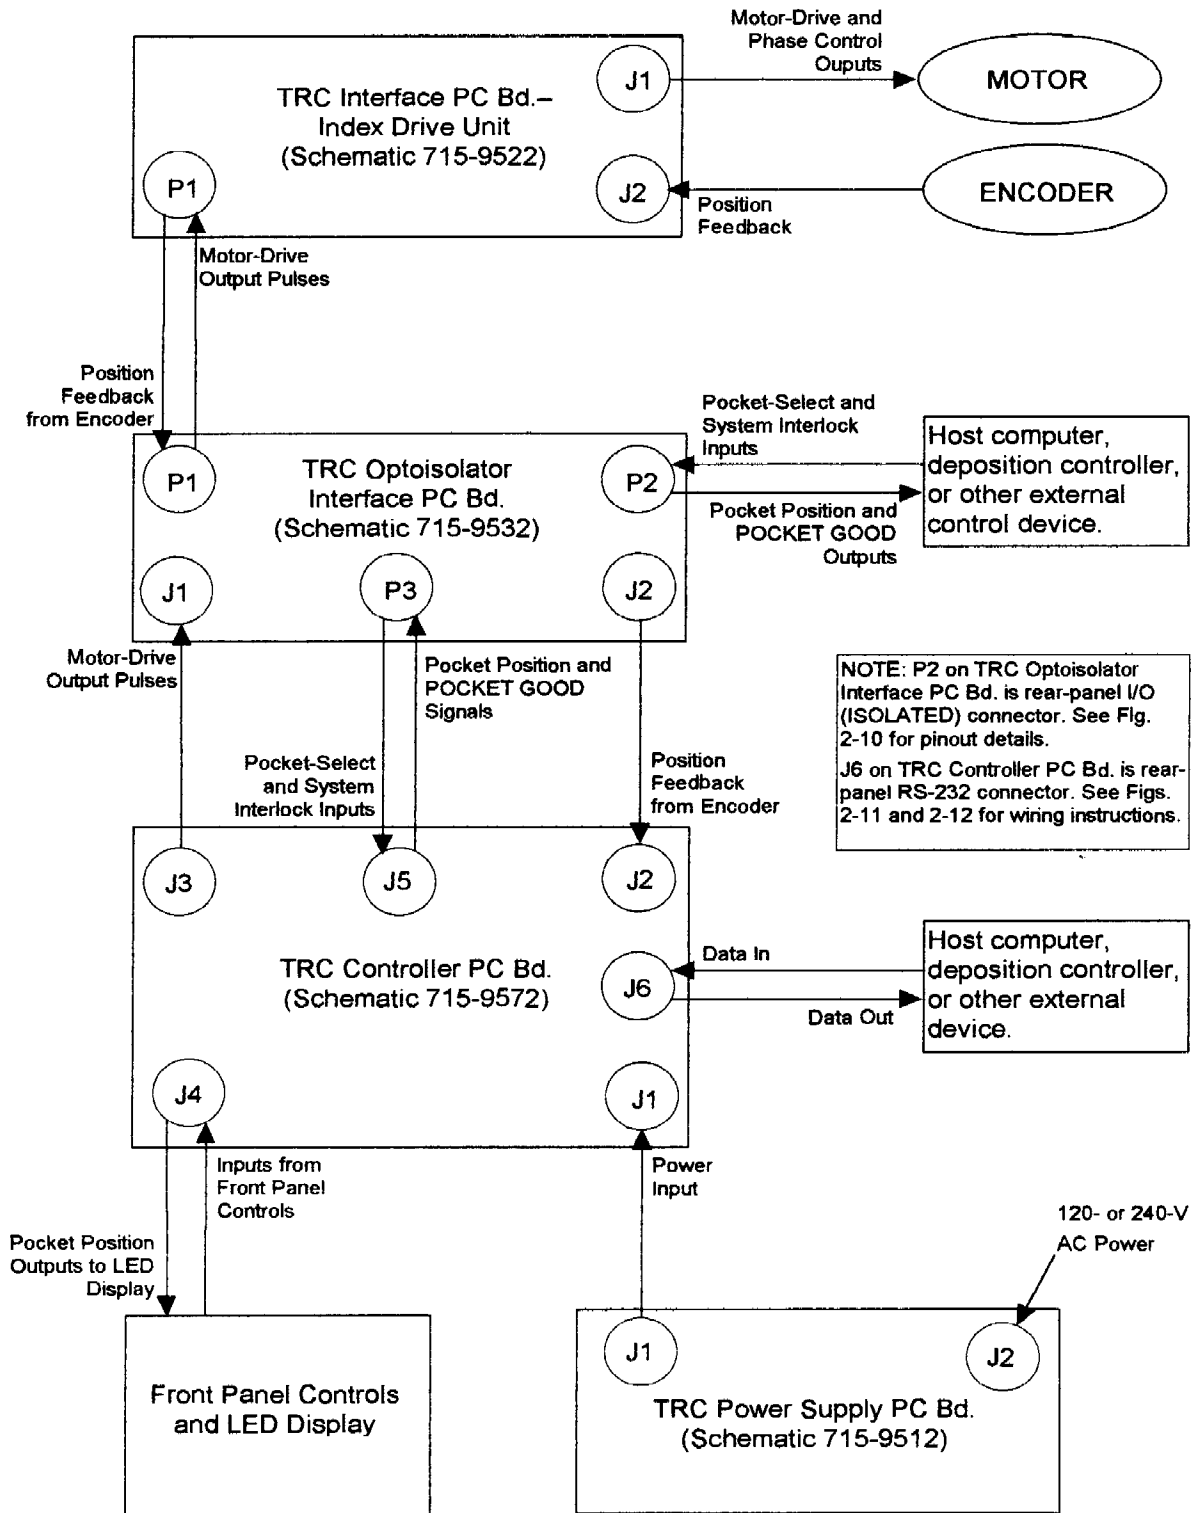 Motor-Drive and
Phase Control
Ouputs
J1
MOTOR
TRC Interface PC Bd.–
Index Drive Unit
(Schematic 715-9522)
P1
J2
ENCODER
Position
Feedback
Motor-Drive
Output Pulses
Position
Feedback
from Encoder
Pocket-Select and
System Interlock
Inputs
P1
TRC Optoisolator
Interface PC Bd.
(Schematic 715-9532)
P2
Host computer,
deposition controller,
or other external
control device.
Pocket Position and
POCKET GOOD
Outputs
J1
P3
J2
Motor-Drive
Output Pulses
Pocket Position and
POCKET GOOD
Signals
NOTE: P2 on TRC Optoisolator
Interface PC Bd. is rear-panel I/O
(ISOLATED) connector. See Fig.
2-10 for pinout details.
J6 on TRC Controller PC Bd. is rear-
panel RS-232 connector. See Figs.
2-11 and 2-12 for wiring instructions.
Pocket-Select
and System
Interlock Inputs
Position
Feedback
from Encoder
J3
J5
J2
TRC Controller PC Bd.
(Schematic 715-9572)
J6
Data In
Data Out
Host computer,
deposition controller,
or other external
device.
J4
J1
Inputs from
Front Panel
Controls
Power
Input
Pocket Position
Outputs to LED
Display
120- or 240-V
AC Power
Front Panel Controls
and LED Display
J1
J2
TRC Power Supply PC Bd.
(Schematic 715-9512)